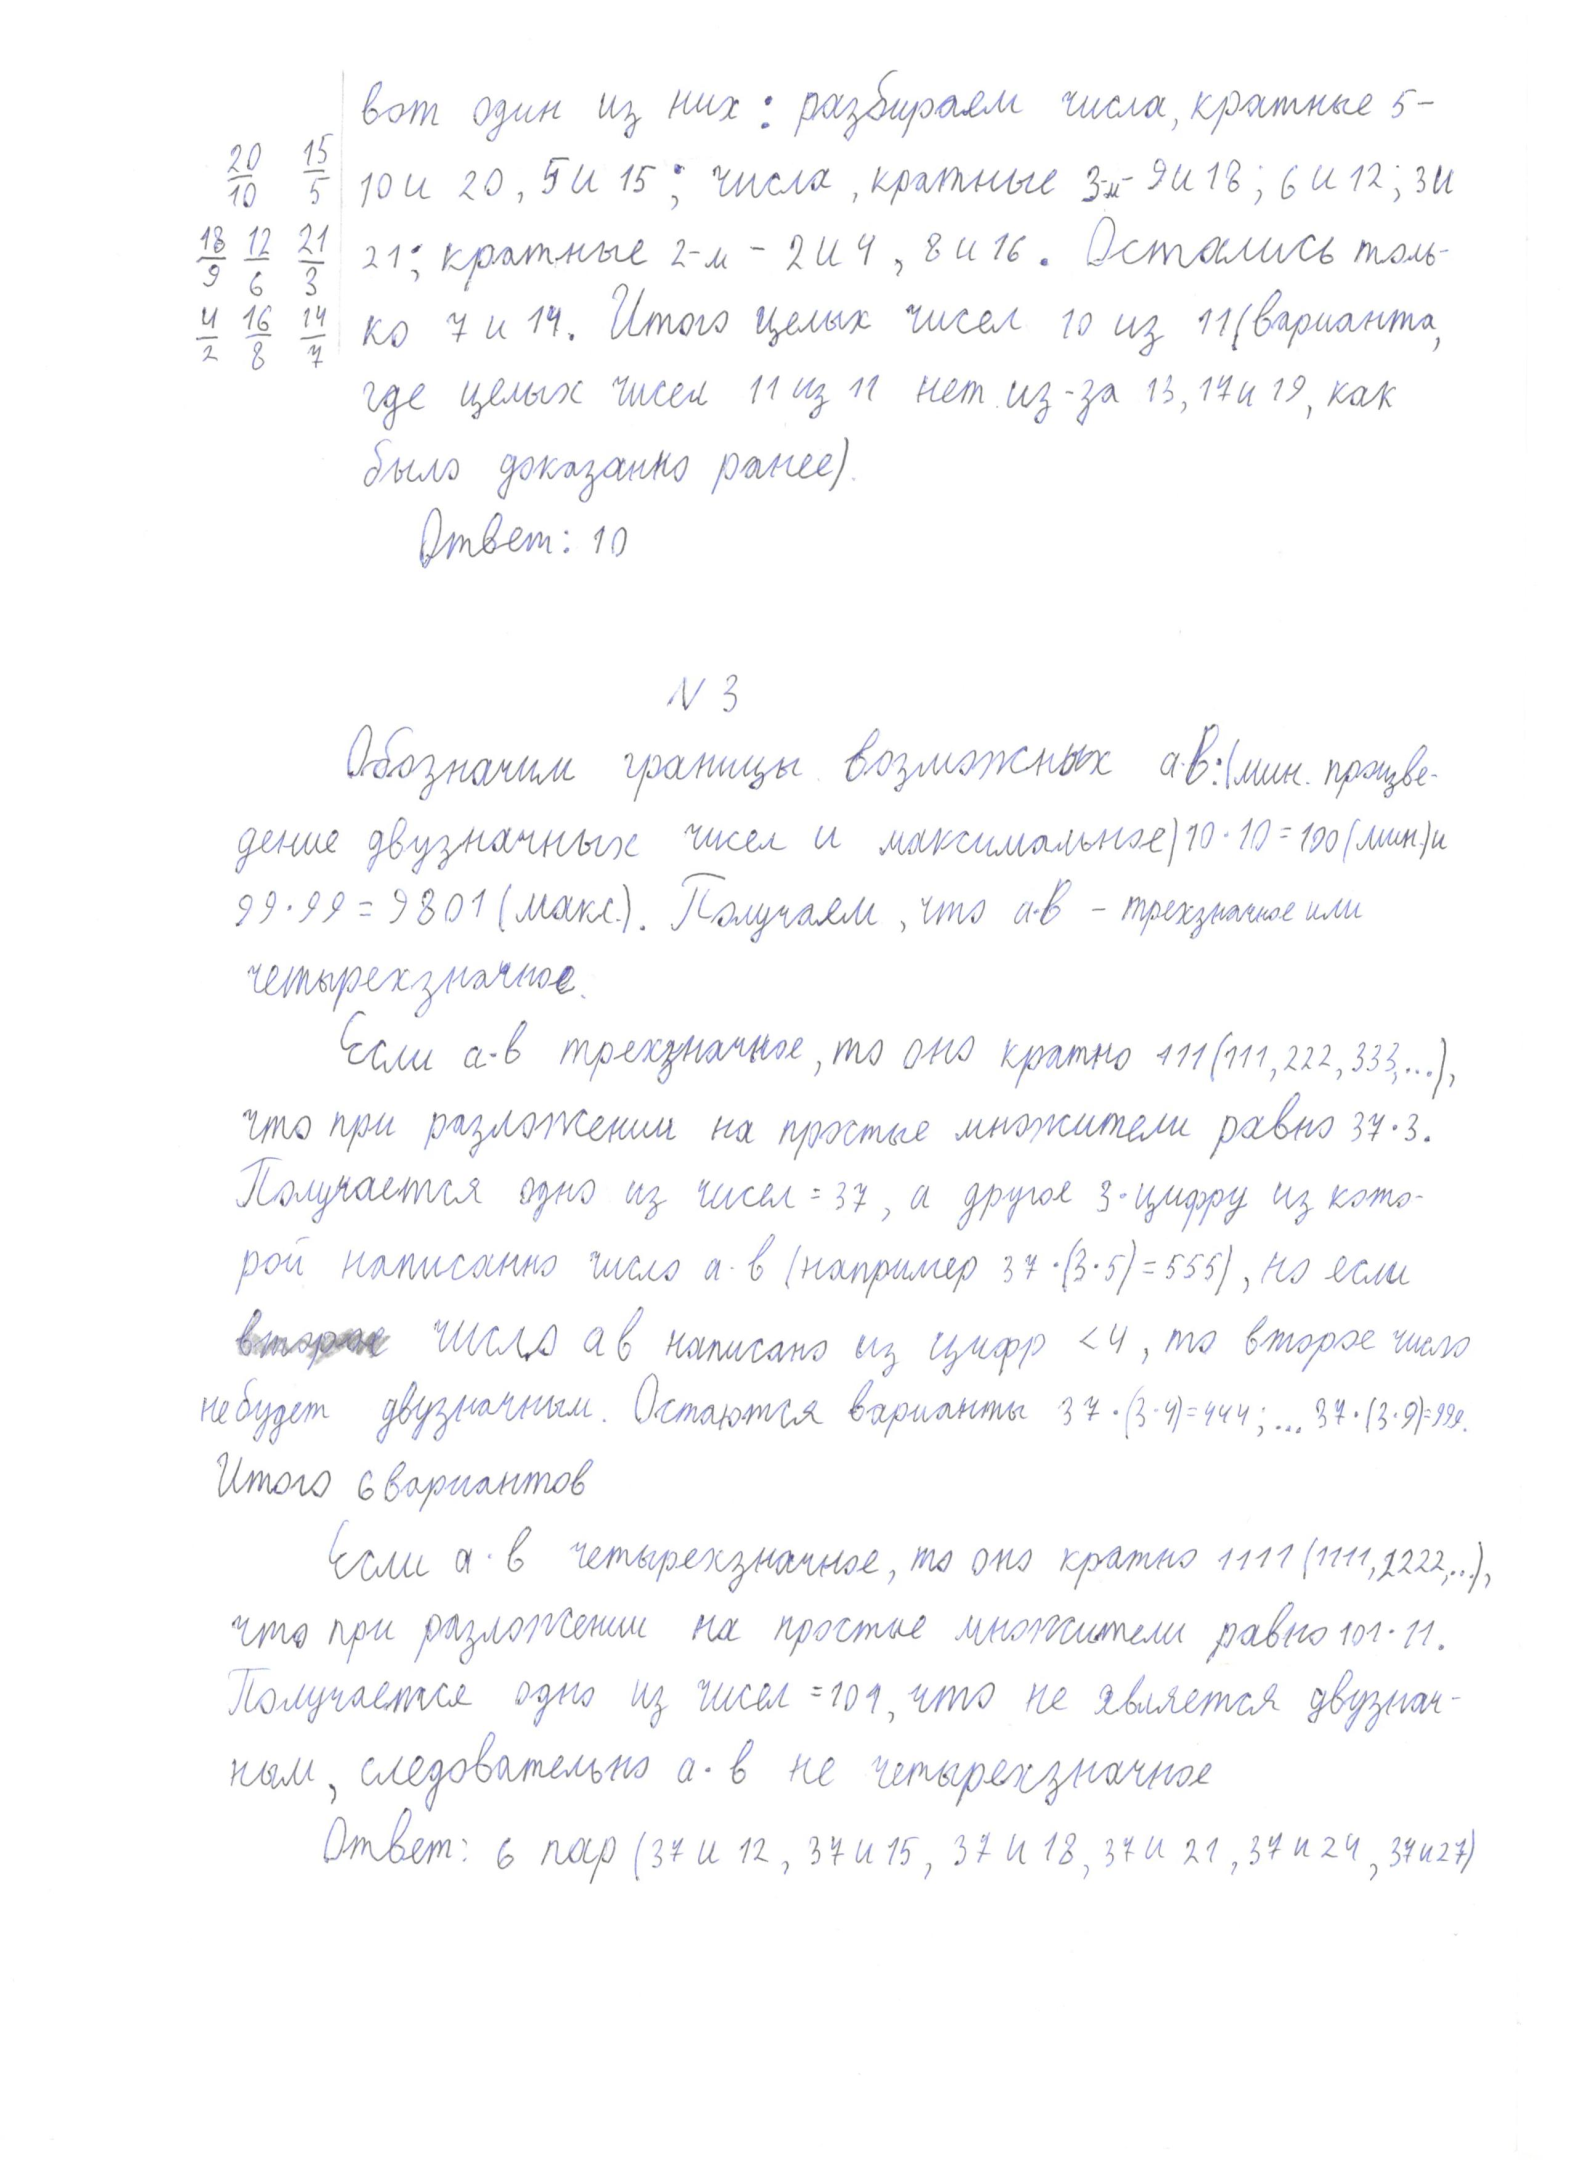 вот один из них: разбираем числа, кратные 5-
20/10 15/5
10 и 20, 5 и 15; числа, кратные 3-м- 9 и 18; 6 и 12; 3 и
18/9 12/6 21/3
21; кратные 2-м - 2 и 4, 8 и 16. Остались толь-
4/2 16/8 14/7
ко 7 и 14. Итого целых чисел 10 из 11 (варианта,
где целых чисел 11 из 11 нет из-за 13, 17 и 19, как
было доказанно ранее).
Ответ: 10
N 3
Обозначим границы возможных a·b: (мин. произве-
дение двузначных чисел и максимальное) 10·10=100 (мин.) и
99·99=9801 (макс.). Получаем, что a·b - трехзначное или
четырехзначное.
Если a·b трехзначное, то оно кратно 111 (111, 222, 333,...),
что при разложении на простые множители равно 37·3.
Получается одно из чисел = 37, а другое 3·цифру из кото-
рой написанно число a·b (например 37·(3·5)=555), но если
число ab написано из цифр <4, то второе число
не будет двузначным. Остаются варианты 37·(3·4)=444;... 37·(3·9)=999.
Итого 6 вариантов
Если a·b четырехзначное, то оно кратно 1111 (1111, 2222,...),
что при разложении на простые множители равно 101·11.
Получается одно из чисел =101, что не является двузнач-
ным, следовательно a·b не четырехзначное
Ответ: 6 пар (37 и 12, 37 и 15, 37 и 18, 37 и 21, 37 и 24, 37 и 27)